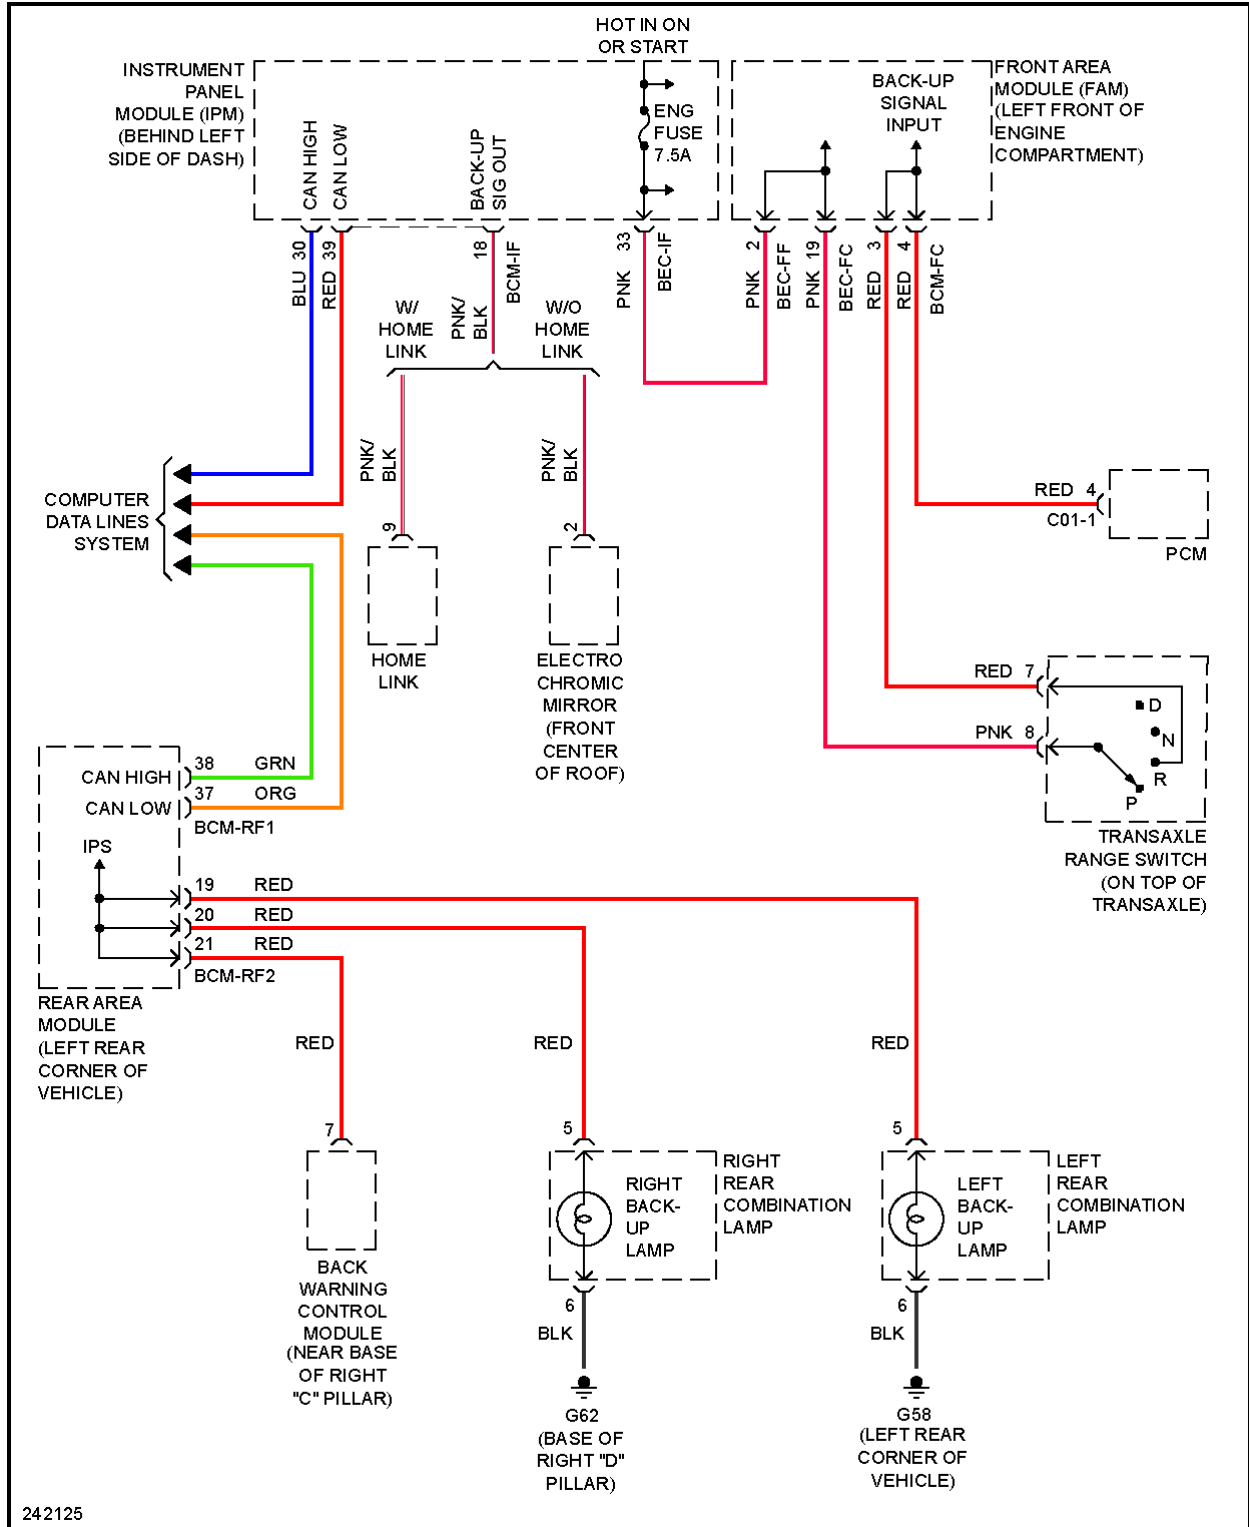 HOT IN ON
OR START
INSTRUMENT
PANEL
MODULE (IPM)
(BEHIND LEFT
SIDE OF DASH)
CAN HIGH
CAN LOW
BACK-UP
SIG OUT
ENG
FUSE
7.5A
BACK-UP
SIGNAL
INPUT
FRONT AREA
MODULE (FAM)
(LEFT FRONT OF
ENGINE
COMPARTMENT)
BLU 30
RED 39
18
BCM-IF
PNK 33
BEC-IF
PNK 2
BEC-FF
PNK 19
BEC-FC
RED 3
RED 4
BCM-FC
W/
HOME
LINK
PNK/
BLK
W/O
HOME
LINK
PNK/
BLK
PNK/
BLK
COMPUTER
DATA LINES
SYSTEM
9
2
HOME
LINK
ELECTRO
CHROMIC
MIRROR
(FRONT
CENTER
OF ROOF)
RED 4
C01-1
PCM
RED 7
PNK 8
D
N
R
P
TRANSAXLE
RANGE SWITCH
(ON TOP OF
TRANSAXLE)
CAN HIGH
38 GRN
CAN LOW
37 ORG
BCM-RF1
IPS
19 RED
20 RED
21 RED
BCM-RF2
REAR AREA
MODULE
(LEFT REAR
CORNER OF
VEHICLE)
RED
RED
RED
7
5
5
BACK
WARNING
CONTROL
MODULE
(NEAR BASE
OF RIGHT
"C" PILLAR)
RIGHT
BACK-
UP
LAMP
RIGHT
REAR
COMBINATION
LAMP
LEFT
BACK-
UP
LAMP
LEFT
REAR
COMBINATION
LAMP
6
BLK
6
BLK
G62
(BASE OF
RIGHT "D"
PILLAR)
G58
(LEFT REAR
CORNER OF
VEHICLE)
242125